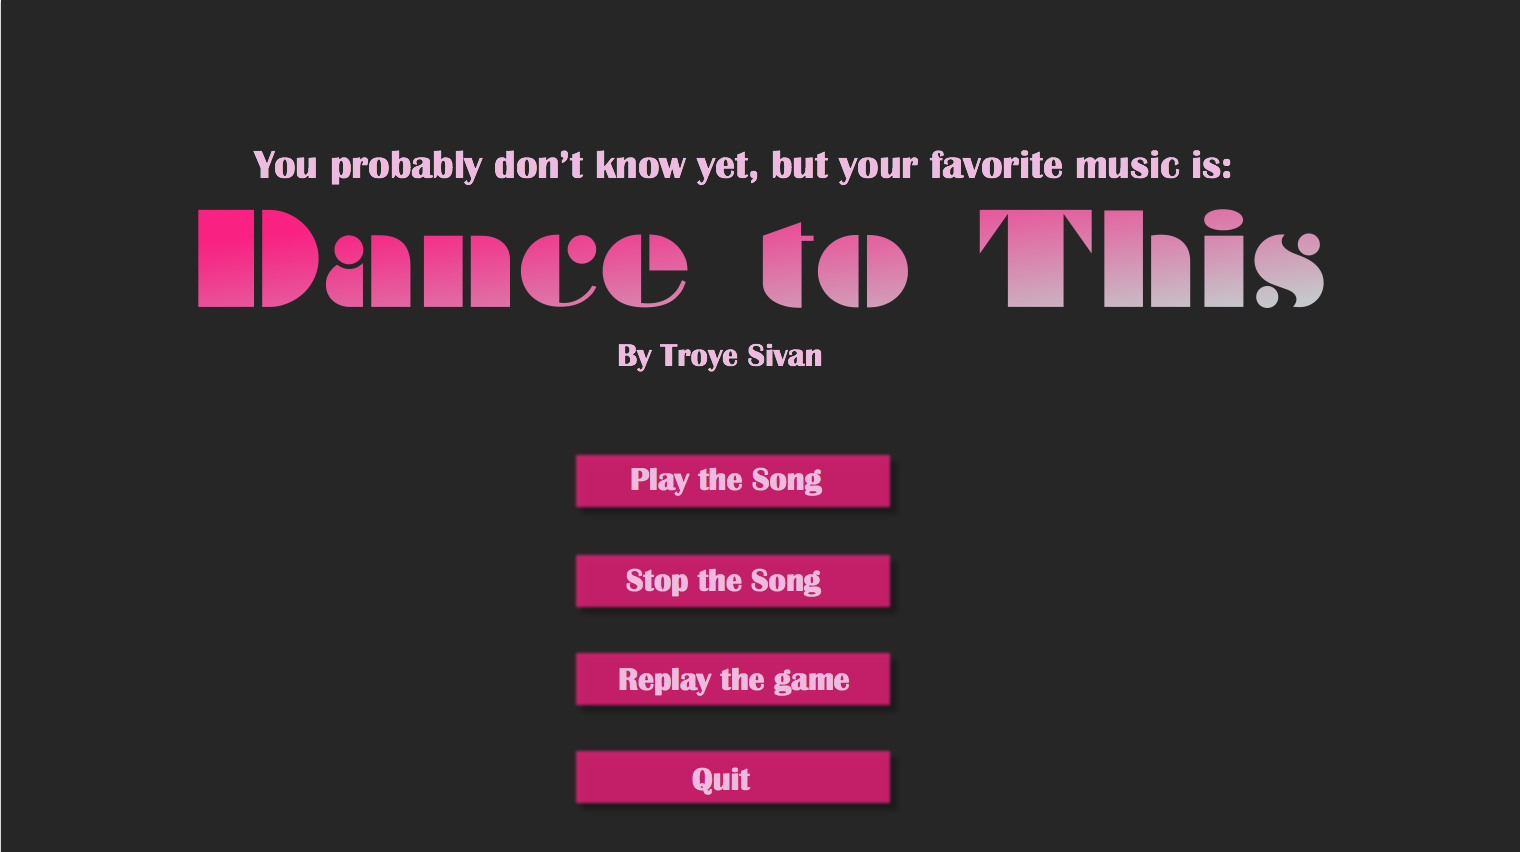 You probably don’t know yet, but your favorite music is:
Dance to This
By Troye Sivan
Play the Song
Stop the Song
Replay the game
Quit